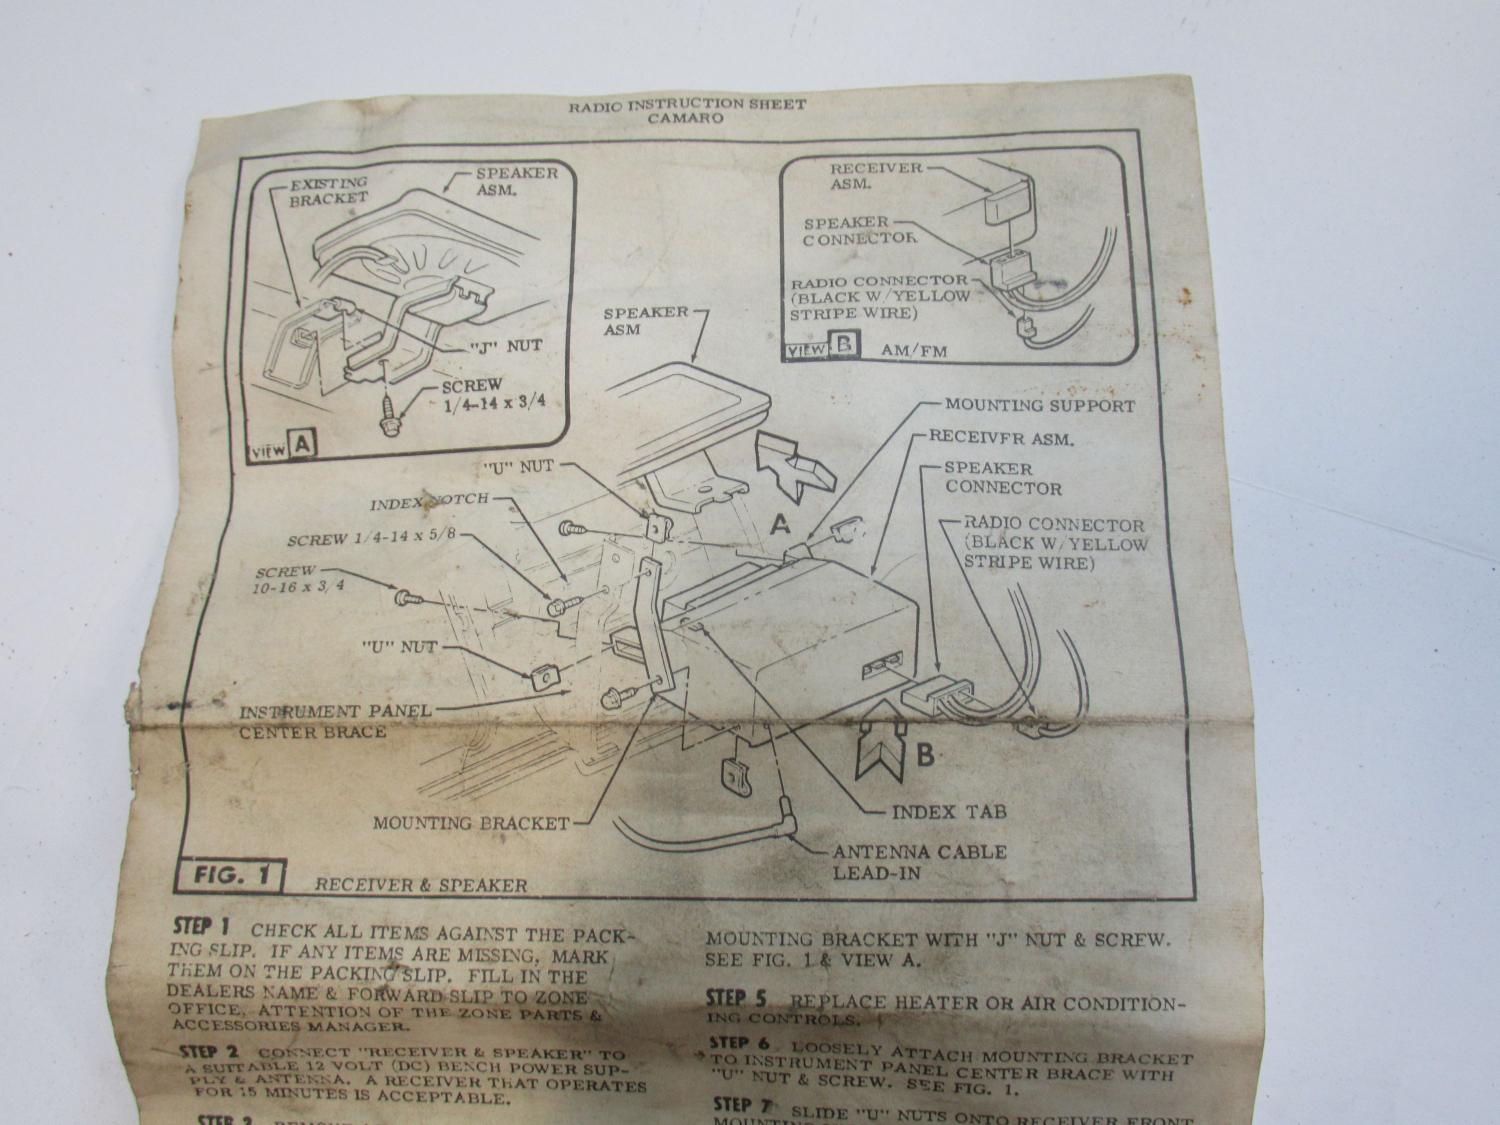 RADIO INSTRUCTION SHEET
CAMARO
EXISTING
BRACKET
SPEAKER
ASM.
"J" NUT
SCREW
1/4-14 x 3/4
VIEW A
RECEIVER
ASM.
SPEAKER
CONNECTOR
RADIO CONNECTOR
(BLACK W/YELLOW
STRIPE WIRE)
VIEW B AM/FM
SPEAKER
ASM
MOUNTING SUPPORT
RECEIVER ASM.
SPEAKER
CONNECTOR
RADIO CONNECTOR
(BLACK W/YELLOW
STRIPE WIRE)
"U" NUT
INDEX NOTCH
SCREW 1/4-14 x 5/8
SCREW
10-16 x 3/4
"U" NUT
INSTRUMENT PANEL
CENTER BRACE
MOUNTING BRACKET
A
B
INDEX TAB
ANTENNA CABLE
LEAD-IN
FIG. 1 RECEIVER & SPEAKER
STEP 1 CHECK ALL ITEMS AGAINST THE PACK-
ING SLIP. IF ANY ITEMS ARE MISSING, MARK
THEM ON THE PACKING SLIP. FILL IN THE
DEALERS NAME & FORWARD SLIP TO ZONE
OFFICE, ATTENTION OF THE ZONE PARTS &
ACCESSORIES MANAGER.
STEP 2 CONNECT "RECEIVER & SPEAKER" TO
A SUITABLE 12 VOLT (DC) BENCH POWER SUP-
PLY & ANTENNA. A RECEIVER THAT OPERATES
FOR 15 MINUTES IS ACCEPTABLE.
STEP 3
MOUNTING BRACKET WITH "J" NUT & SCREW.
SEE FIG. 1 & VIEW A.
STEP 5 REPLACE HEATER OR AIR CONDITION-
ING CONTROLS.
STEP 6 LOOSELY ATTACH MOUNTING BRACKET
TO INSTRUMENT PANEL CENTER BRACE WITH
"U" NUT & SCREW. SEE FIG. 1.
STEP 7 SLIDE "U" NUTS ONTO RECEIVER FRONT